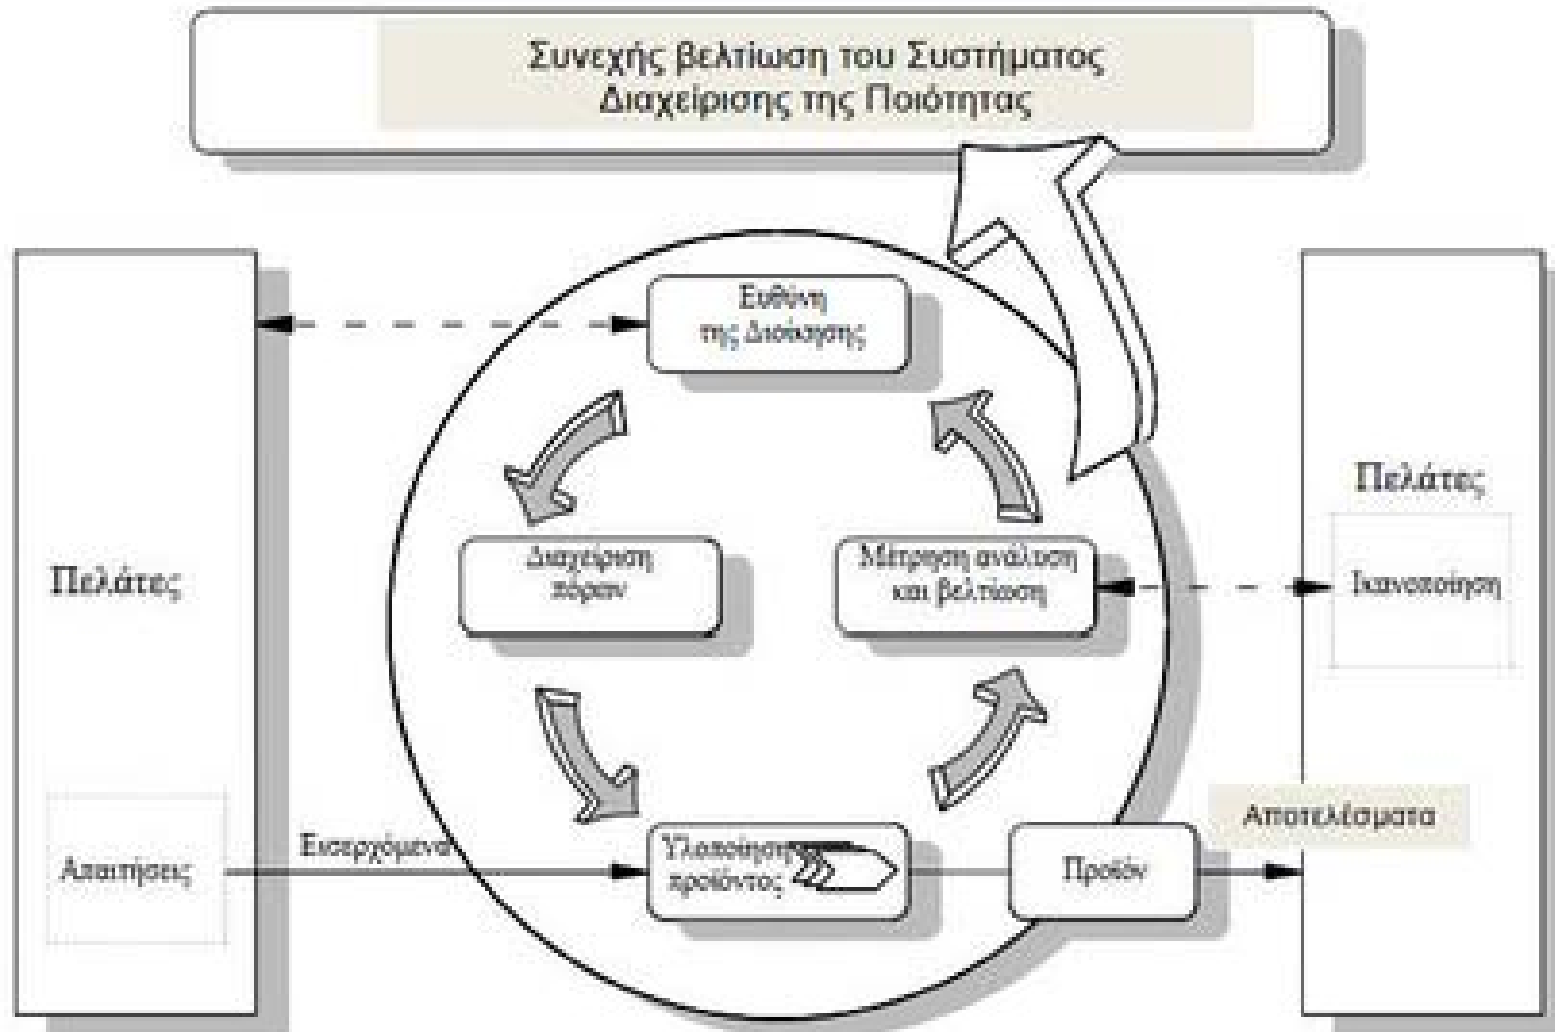 Συνεχής βελτίωση του Συστήματος
Διαχείρισης της Ποιότητας
Ευθύνη
της Διοίκησης
Πελάτες
Διαχείριση
πόρων
Μέτρηση ανάλυση
και βελτίωση
Πελάτες
Ικανοποίηση
Απαιτήσεις
Εισερχόμενα
Υλοποίηση
προϊόντος
Προϊόν
Αποτελέσματα